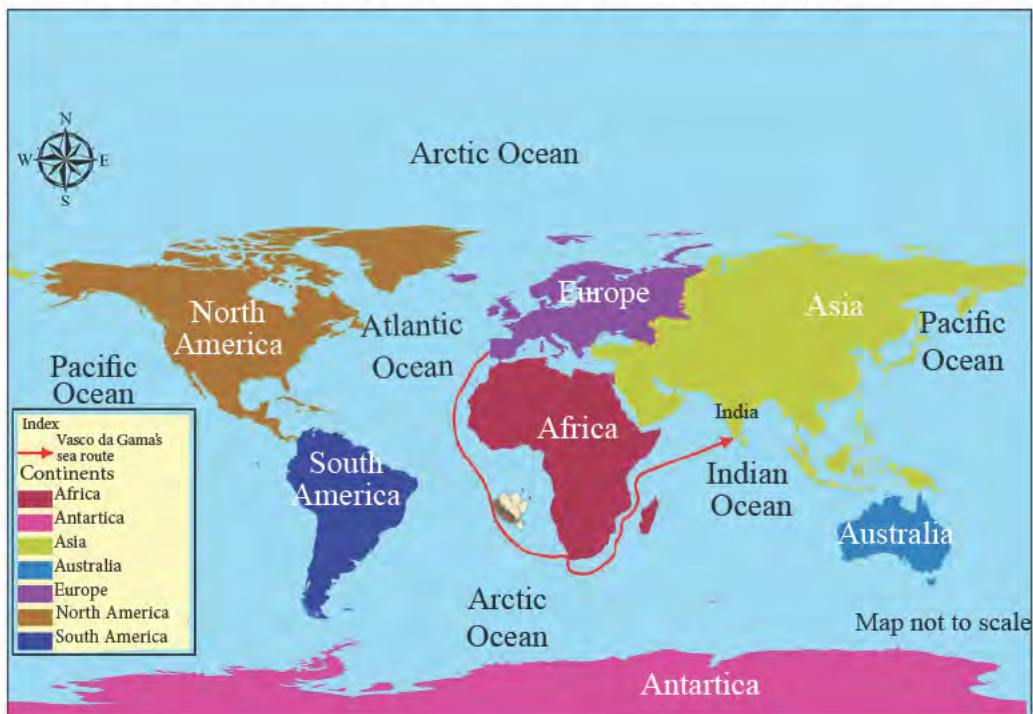 N
W E
S
Arctic Ocean
North
America
Europe
Asia
Atlantic
Ocean
Pacific
Ocean
Pacific
Ocean
India
Africa
South
America
Indian
Ocean
Australia
Arctic
Ocean
Map not to scale
Antartica
Index
Vasco da Gama's
sea route
Continents
Africa
Antartica
Asia
Australia
Europe
North America
South America